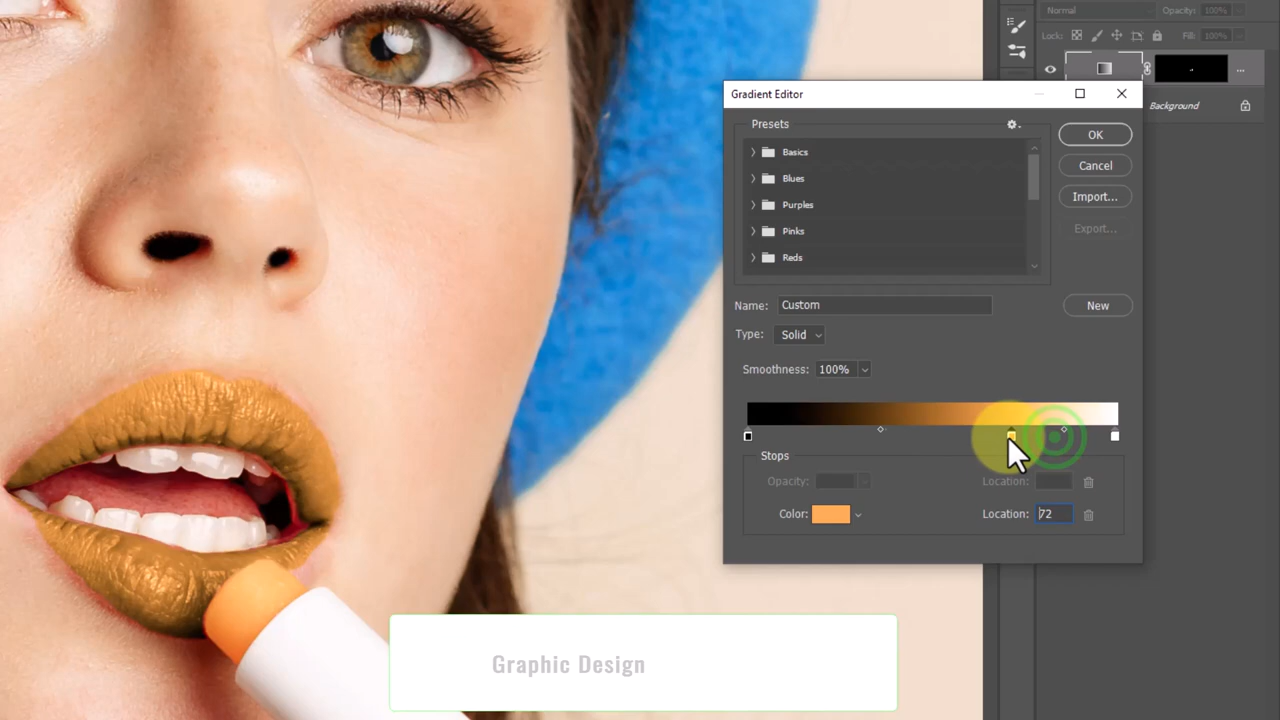 Normal
Opacity: 100%
Lock:
Fill: 100%
Background
Gradient Editor
Presets
Basics
Blues
Purples
Pinks
Reds
OK
Cancel
Import...
Export...
Name: Custom
New
Type: Solid
Smoothness: 100%
Stops
Opacity:
Location:
Color:
Location: 72
Graphic Design